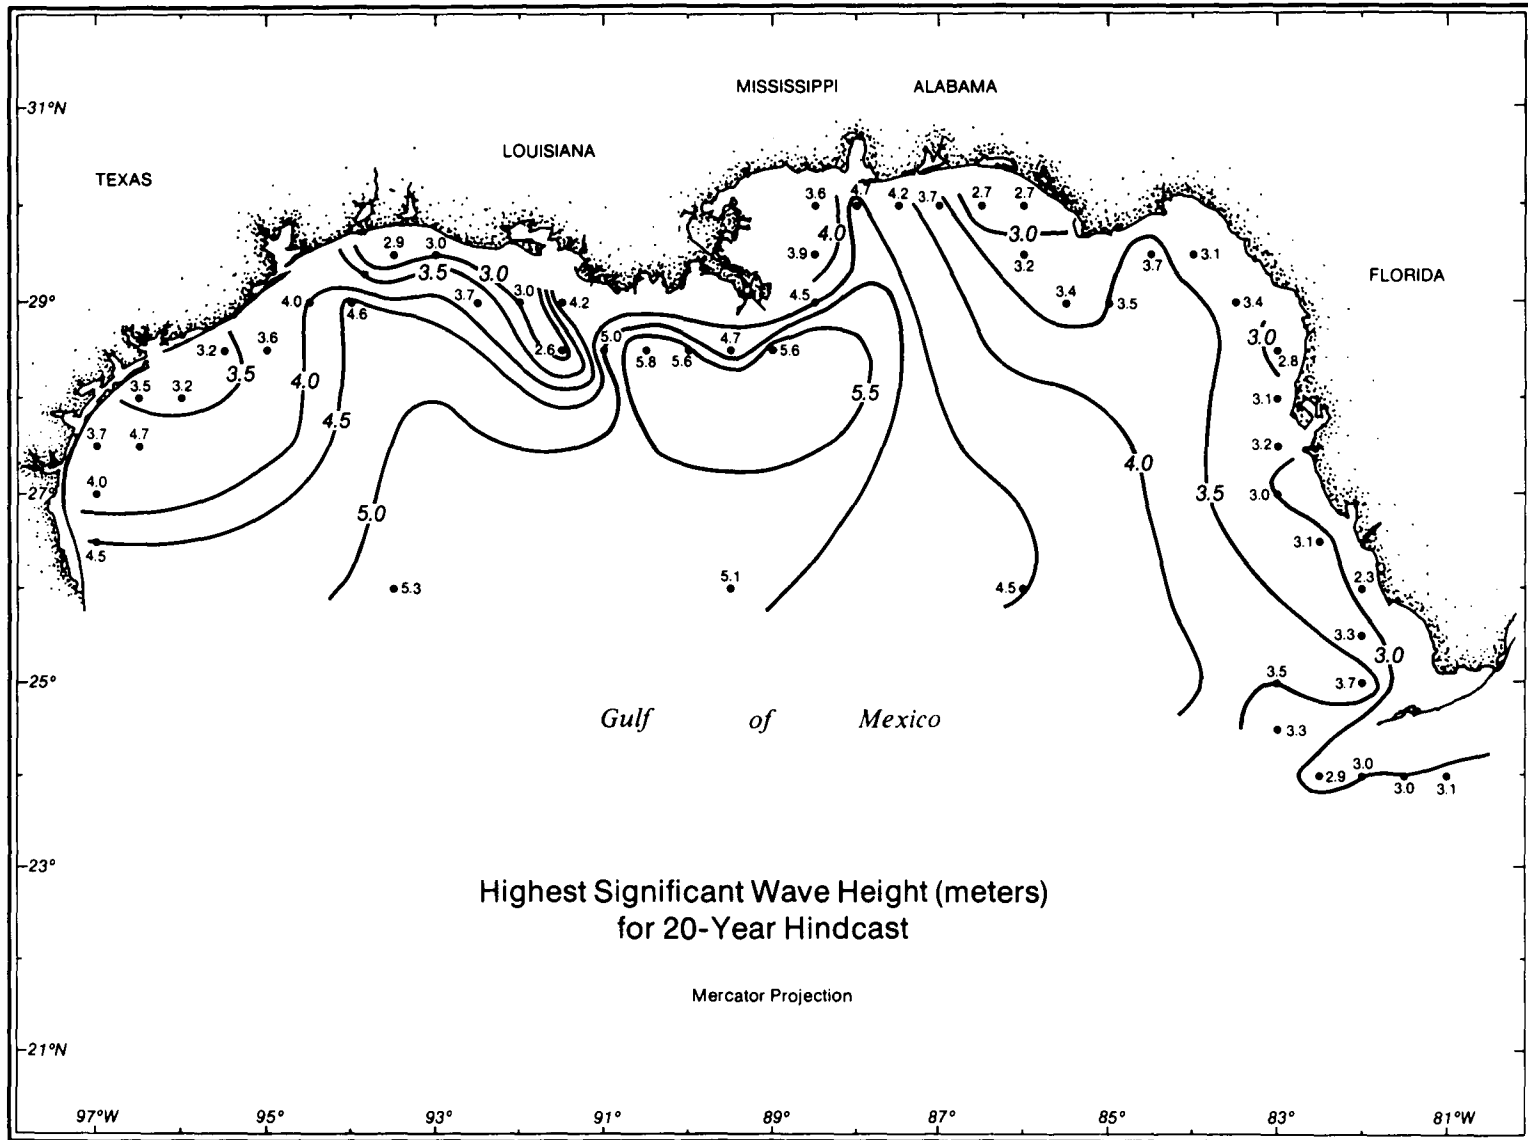 MISSISSIPPI ALABAMA
31°N
LOUISIANA
TEXAS
3.6 4.7 4.2 3.7 2.7 2.7
4.0 3.0
2.9 3.0 3.9 3.2 3.7 3.1
3.5 3.0 FLORIDA
29°
4.0 4.6 3.7 3.0 4.2 4.5 3.4 3.5 3.4
3.2 3.6 2.6 5.0 5.8 5.6 4.7 5.6 3.0 2.8
3.5 3.2 3.5 4.0 5.5 3.1
4.5
3.7 4.7 4.0 3.2
27°
4.0 5.0 3.5 3.0
4.5 3.1
5.3 5.1 4.5 2.3
3.3 3.0
25°
3.5 3.7
Gulf of Mexico
3.3
2.9 3.0 3.0 3.1
23°
Highest Significant Wave Height (meters)
for 20-Year Hindcast
Mercator Projection
21°N
97°W 95° 93° 91° 89° 87° 85° 83° 81°W